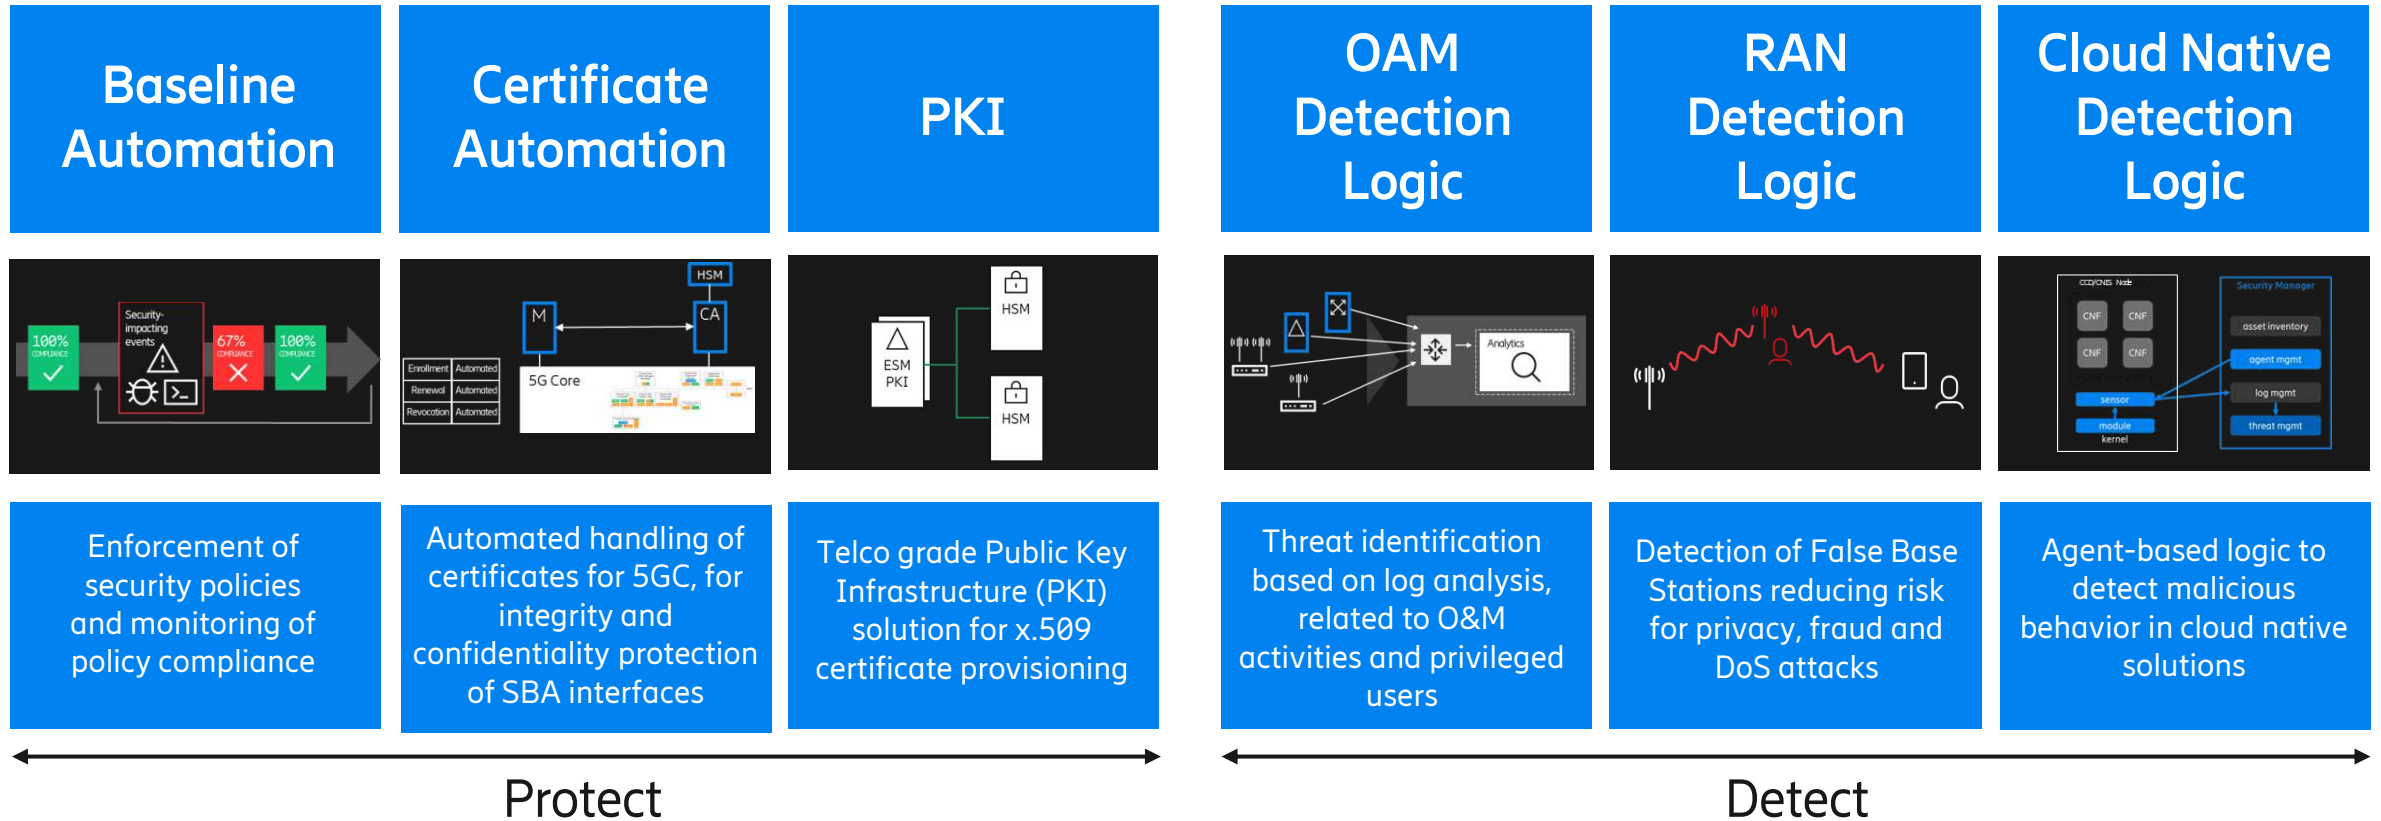 Baseline
Automation
Certificate
Automation
PKI
OAM
Detection
Logic
RAN
Detection
Logic
Cloud Native
Detection
Logic
100%
COMPLIANCE
Security-
impacting
events
67%
COMPLIANCE
100%
COMPLIANCE
HSM
M
CA
Enrollment Automated
Renewal Automated
Revocation Automated
5G Core
ESM
PKI
HSM
HSM
Analytics
CCD/CNIS Node
CNF CNF
CNF CNF
sensor
module
kernel
Security Manager
asset inventory
agent mgmt
log mgmt
threat mgmt
Enforcement of
security policies
and monitoring of
policy compliance
Automated handling of
certificates for 5GC, for
integrity and
confidentiality protection
of SBA interfaces
Telco grade Public Key
Infrastructure (PKI)
solution for x.509
certificate provisioning
Threat identification
based on log analysis,
related to O&M
activities and privileged
users
Detection of False Base
Stations reducing risk
for privacy, fraud and
DoS attacks
Agent-based logic to
detect malicious
behavior in cloud native
solutions
Protect
Detect